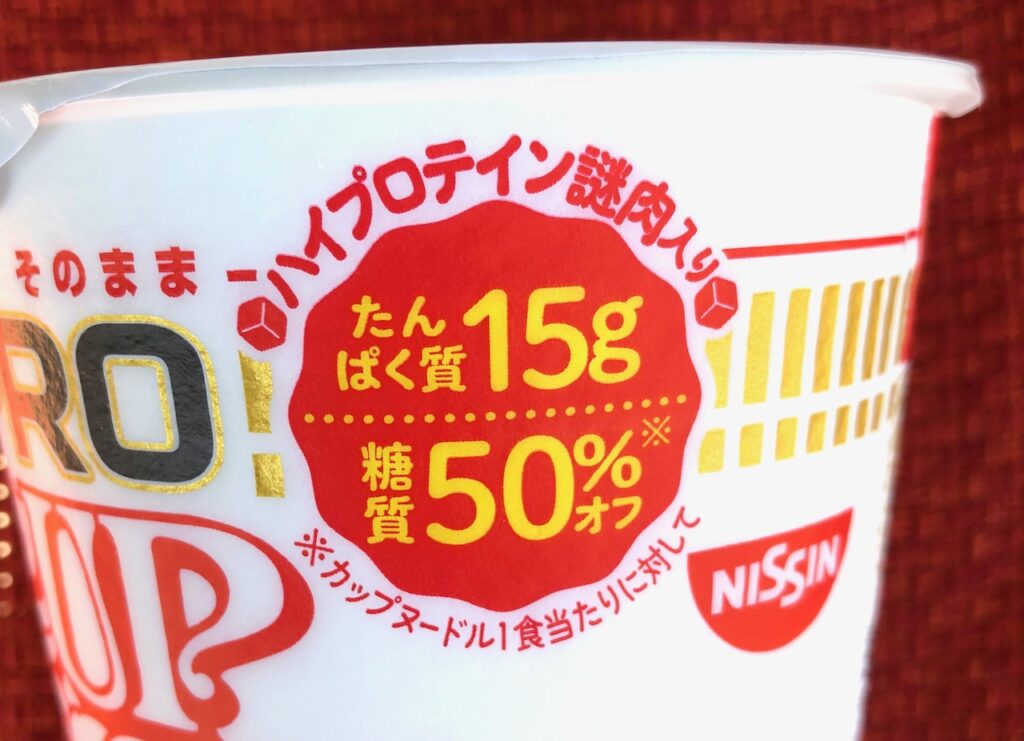 そのまま
RO
UP
ハイプロテイン謎肉入り
たん
ぱく質15g
糖
質50%※
オフ
※カップヌードル1食当たりに対して
NISSIN